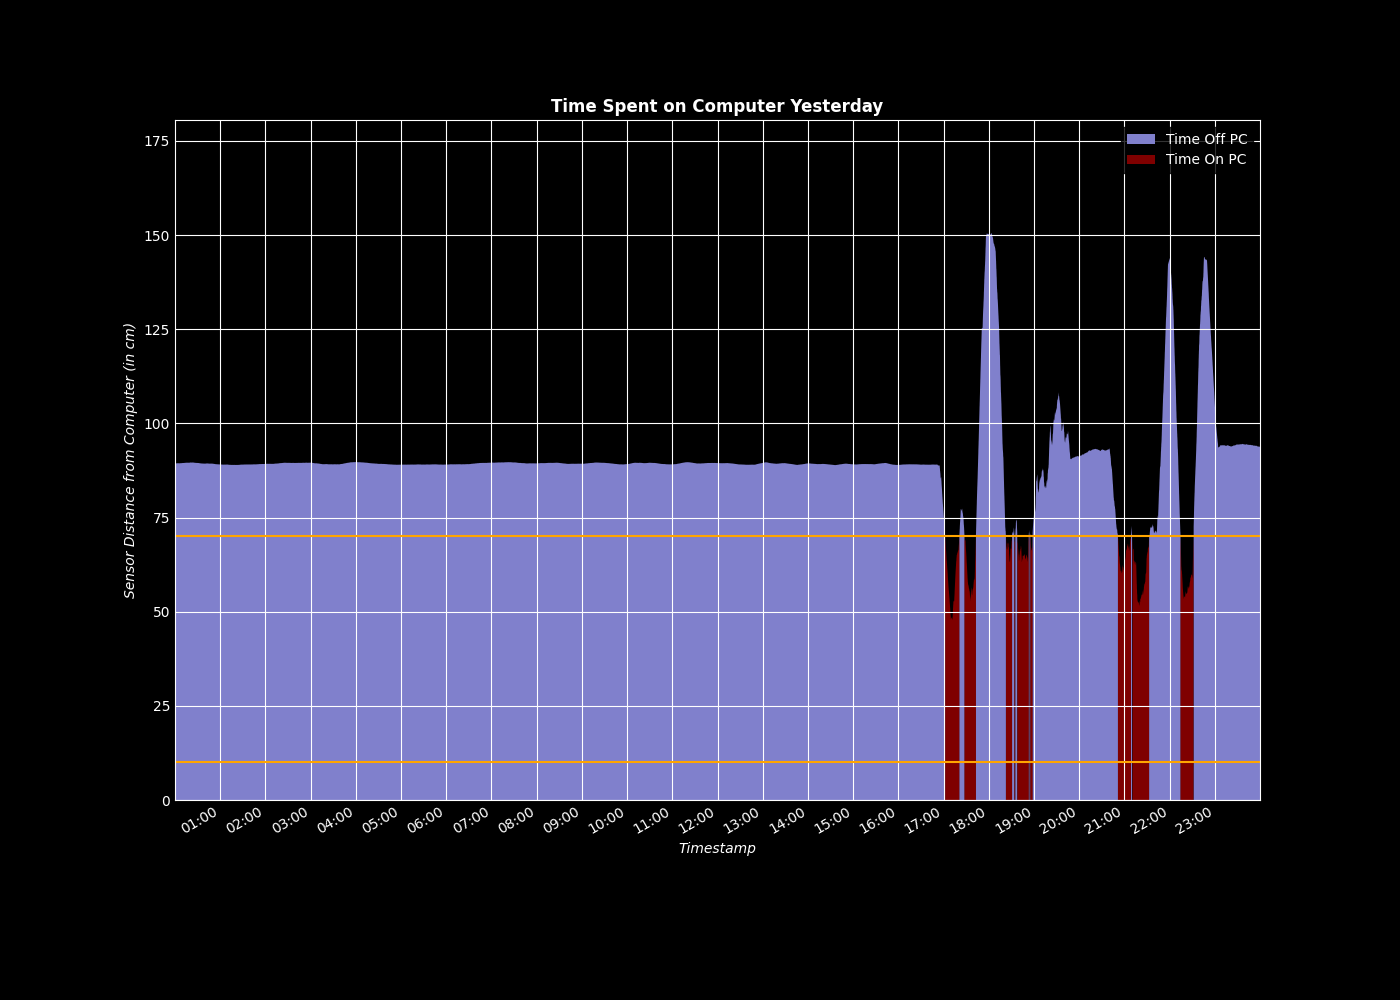 Time Spent on Computer Yesterday
Time Off PC
Time On PC
175
150
125
100
75
50
25
0
Sensor Distance from Computer (in cm)
01:00 02:00 03:00 04:00 05:00 06:00 07:00 08:00 09:00 10:00 11:00 12:00 13:00 14:00 15:00 16:00 17:00 18:00 19:00 20:00 21:00 22:00 23:00
Timestamp